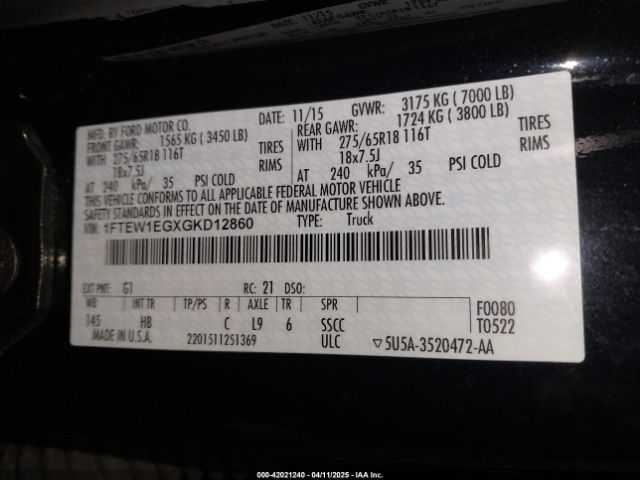 MFD. BY FORD MOTOR CO.
DATE: 11/15 GVWR: 3175 KG ( 7000 LB)
FRONT GAWR: 1565 KG ( 3450 LB) REAR GAWR: 1724 KG ( 3800 LB)
WITH 275/65R18 116T TIRES WITH 275/65R18 116T TIRES
18x7.5J RIMS 18x7.5J RIMS
AT 240 kPa/ 35 PSI COLD AT 240 kPa/ 35 PSI COLD
THIS VEHICLE CONFORMS TO ALL APPLICABLE FEDERAL MOTOR VEHICLE
SAFETY STANDARDS IN EFFECT ON THE DATE OF MANUFACTURE SHOWN ABOVE.
VIN: 1FTEW1EGXGKD12860 TYPE: Truck
EXT PNT: G1 RC: 21 DSO:
WB INT TR TP/PS R AXLE TR SPR F0080
145 HB C L9 6 SSCC T0522
MADE IN U.S.A. 2201511251369 ULC ▽5U5A-3520472-AA
000-42021240 - 04/11/2025 - IAA Inc.